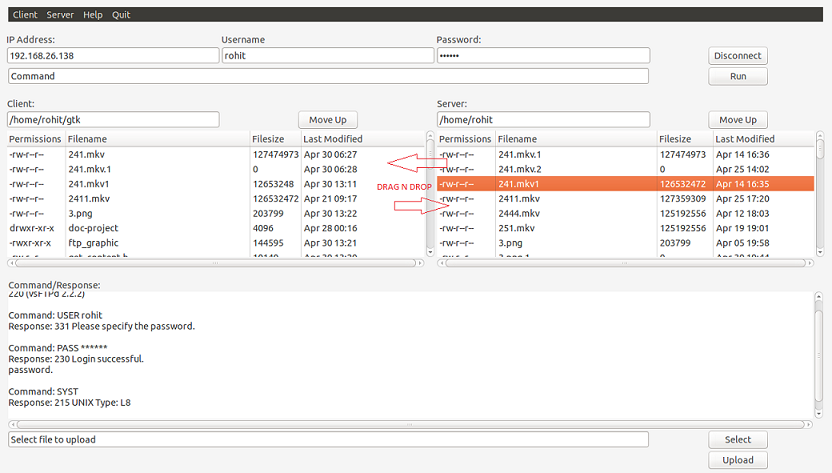 Client Server Help Quit
IP Address: Username Password:
192.168.26.138 rohit •••••• Disconnect
Command Run
Client: Server:
/home/rohit/gtk Move Up /home/rohit Move Up
Permissions Filename Filesize Last Modified Permissions Filename Filesize Last Modified
-rw-r--r-- 241.mkv 127474973 Apr 30 06:27 -rw-r--r-- 241.mkv.1 127474973 Apr 14 16:36
-rw-r--r-- 241.mkv.1 0 Apr 30 06:28 -rw-r--r-- 241.mkv.2 0 Apr 25 14:02
-rw-r--r-- 241.mkv1 12653248 Apr 30 13:11 DRAG N DROP -rw-r--r-- 241.mkv1 126532472 Apr 14 16:35
-rw-r--r-- 2411.mkv 126532472 Apr 21 09:17 -rw-r--r-- 2411.mkv 127359309 Apr 25 17:20
-rw-r--r-- 3.png 203799 Apr 30 13:22 -rw-r--r-- 2444.mkv 125192556 Apr 12 18:03
drwxr-xr-x doc-project 4096 Apr 28 00:16 -rw-r--r-- 251.mkv 125192556 Apr 19 19:01
-rwxr-xr-x ftp_graphic 144595 Apr 30 13:21 -rw-r--r-- 3.png 203799 Apr 05 19:58
Command/Response:
220 (vsFTPd 2.2.2)
Command: USER rohit
Response: 331 Please specify the password.
Command: PASS ******
Response: 230 Login successful.
password.
Command: SYST
Response: 215 UNIX Type: L8
Select file to upload Select
Upload